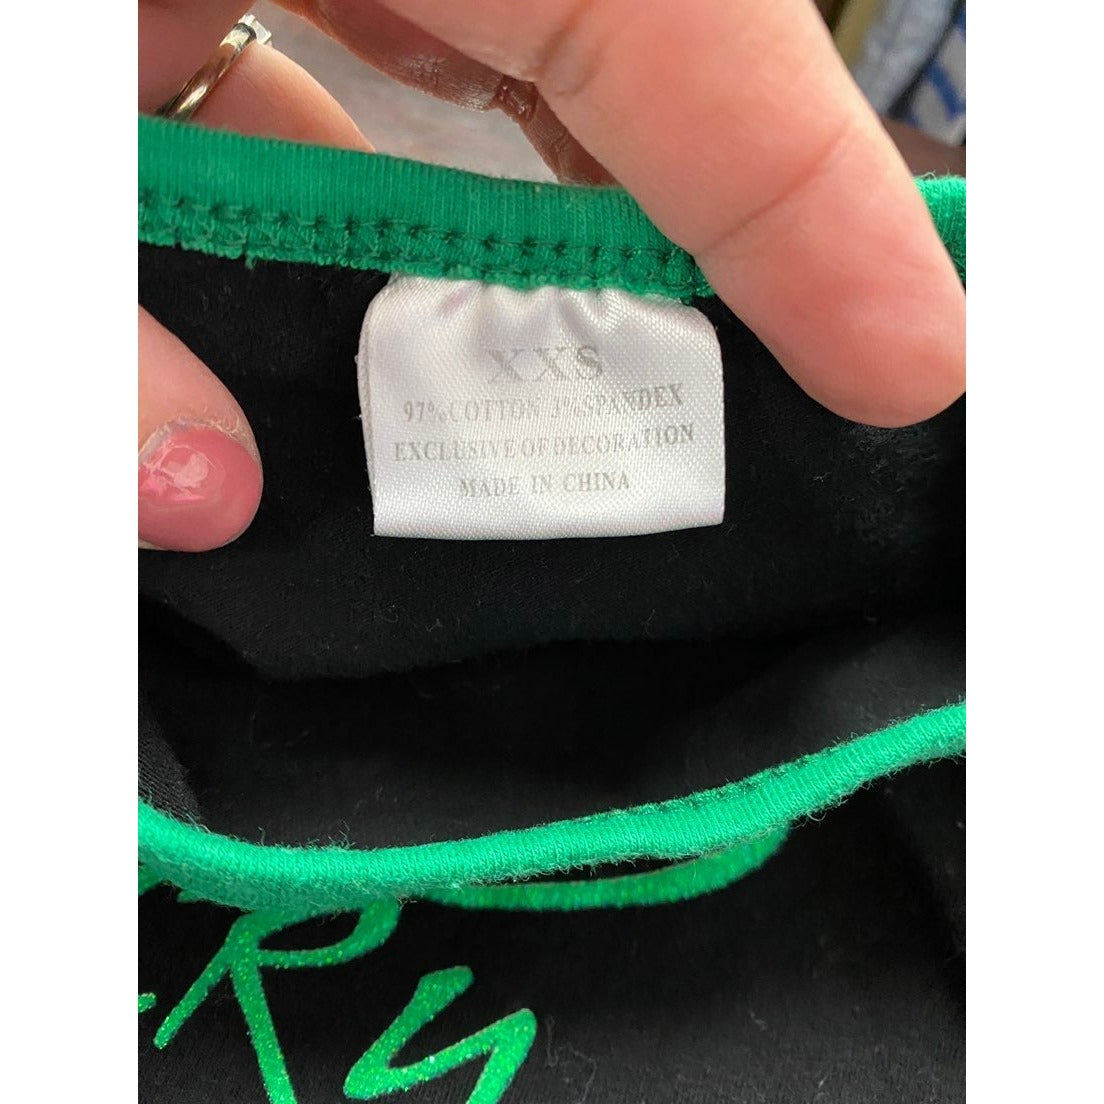 XXS
97%COTTON 3%SPANDEX
EXCLUSIVE OF DECORATION
MADE IN CHINA